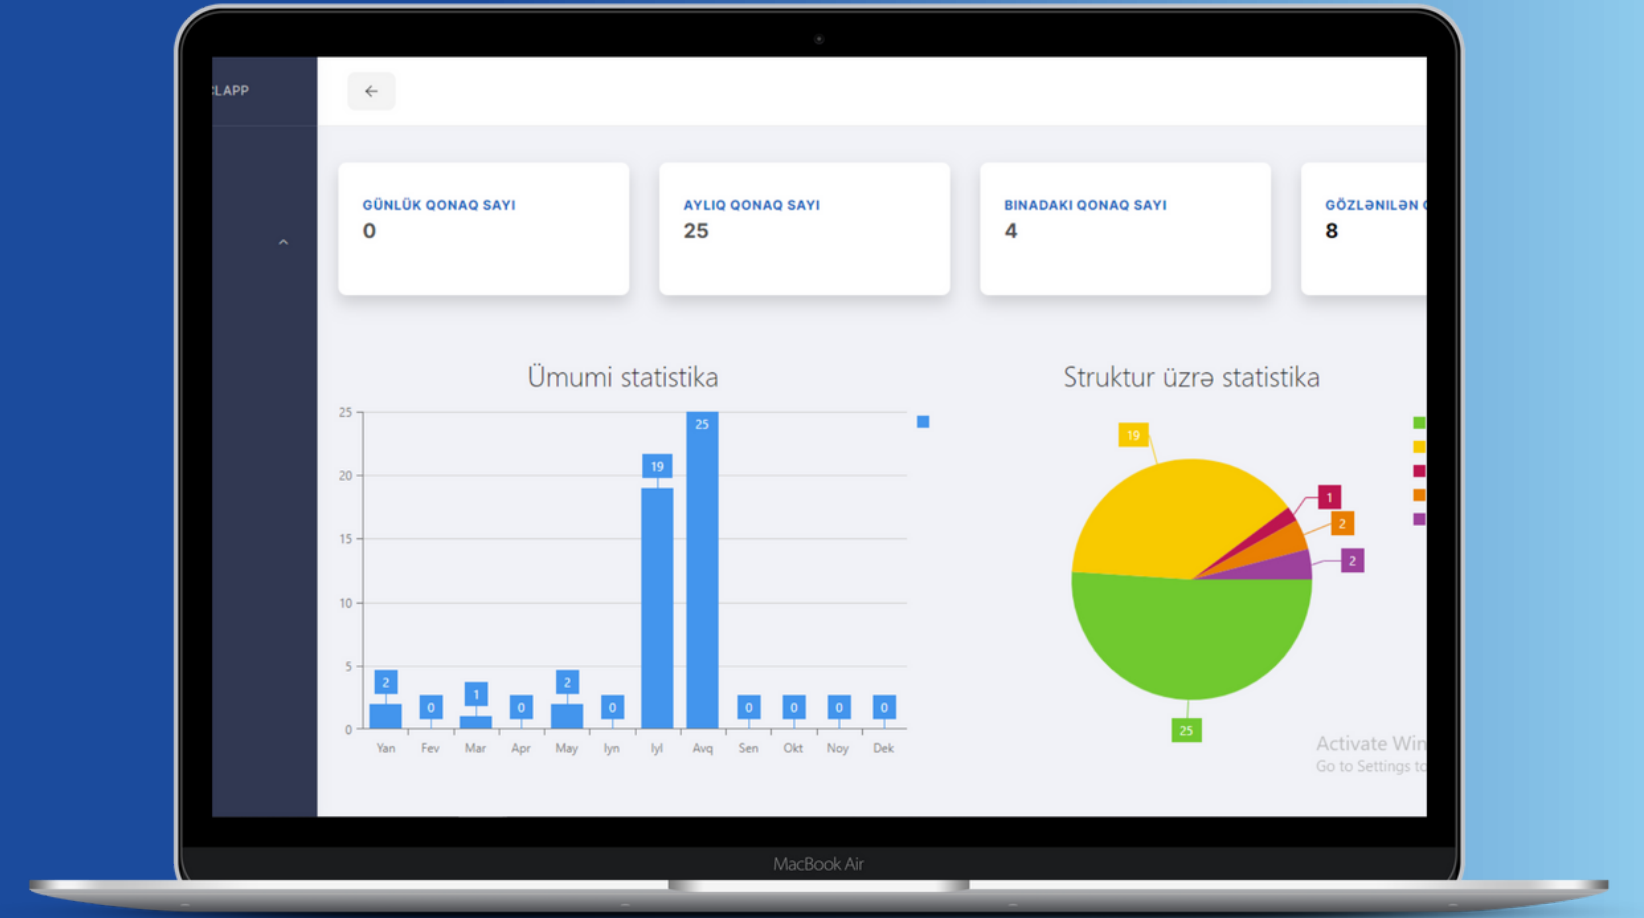 LAPP
GÜNLÜK QONAQ SAYI
0
AYLIQ QONAQ SAYI
25
BINADAKI QONAQ SAYI
4
GÖZLƏNİLƏN
8
Ümumi statistika
25
20
15
10
5
0
2
0
1
0
2
0
19
25
0
0
0
0
Yan Fev Mar Apr May Iyn Iyl Avq Sen Okt Noy Dek
Struktur üzrə statistika
19
1
2
2
25
Activate Win
Go to Settings to
MacBook Air